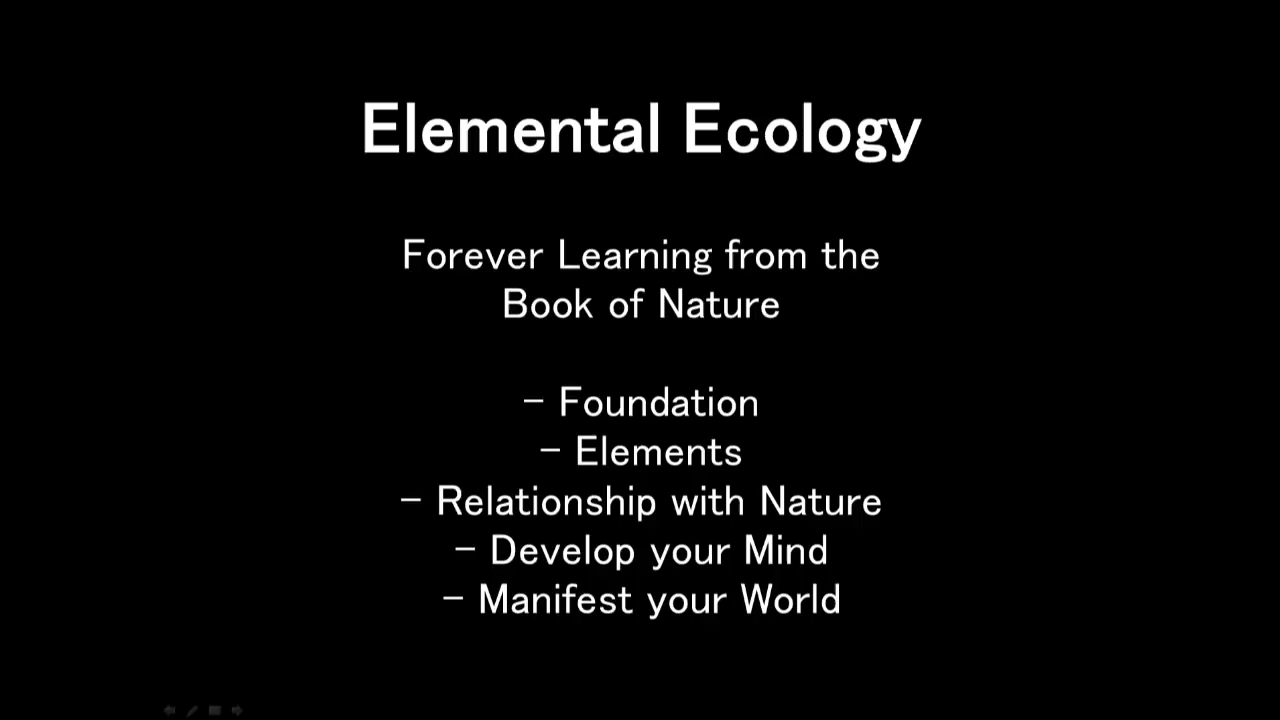 Elemental Ecology
Forever Learning from the
Book of Nature
- Foundation
- Elements
- Relationship with Nature
- Develop your Mind
- Manifest your World